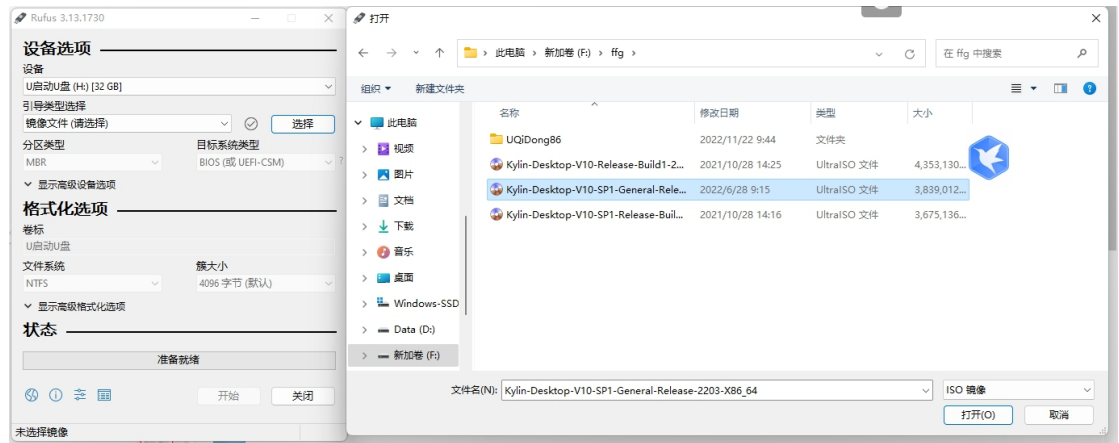 Rufus 3.13.1730
设备选项
设备
U启动U盘 (H:) [32 GB]
引导类型选择
镜像文件 (请选择)
选择
分区类型
目标系统类型
MBR
BIOS (或 UEFI-CSM)
?
显示高级设备选项
格式化选项
卷标
U启动U盘
文件系统
簇大小
NTFS
4096 字节 (默认)
显示高级格式化选项
状态
准备就绪
开始
关闭
未选择镜像
打开
此电脑 › 新加卷 (F:) › ffg ›
在 ffg 中搜索
组织
新建文件夹
此电脑
视频
图片
文档
下载
音乐
桌面
Windows-SSD
Data (D:)
新加卷 (F:)
名称 修改日期 类型 大小
UQiDong86 2022/11/22 9:44 文件夹
Kylin-Desktop-V10-Release-Build1-2... 2021/10/28 14:25 UltraISO 文件 4,353,130...
Kylin-Desktop-V10-SP1-General-Rele... 2022/6/28 9:15 UltraISO 文件 3,839,012...
Kylin-Desktop-V10-SP1-Release-Buil... 2021/10/28 14:16 UltraISO 文件 3,675,136...
文件名(N): Kylin-Desktop-V10-SP1-General-Release-2203-X86_64
ISO 镜像
打开(O)
取消